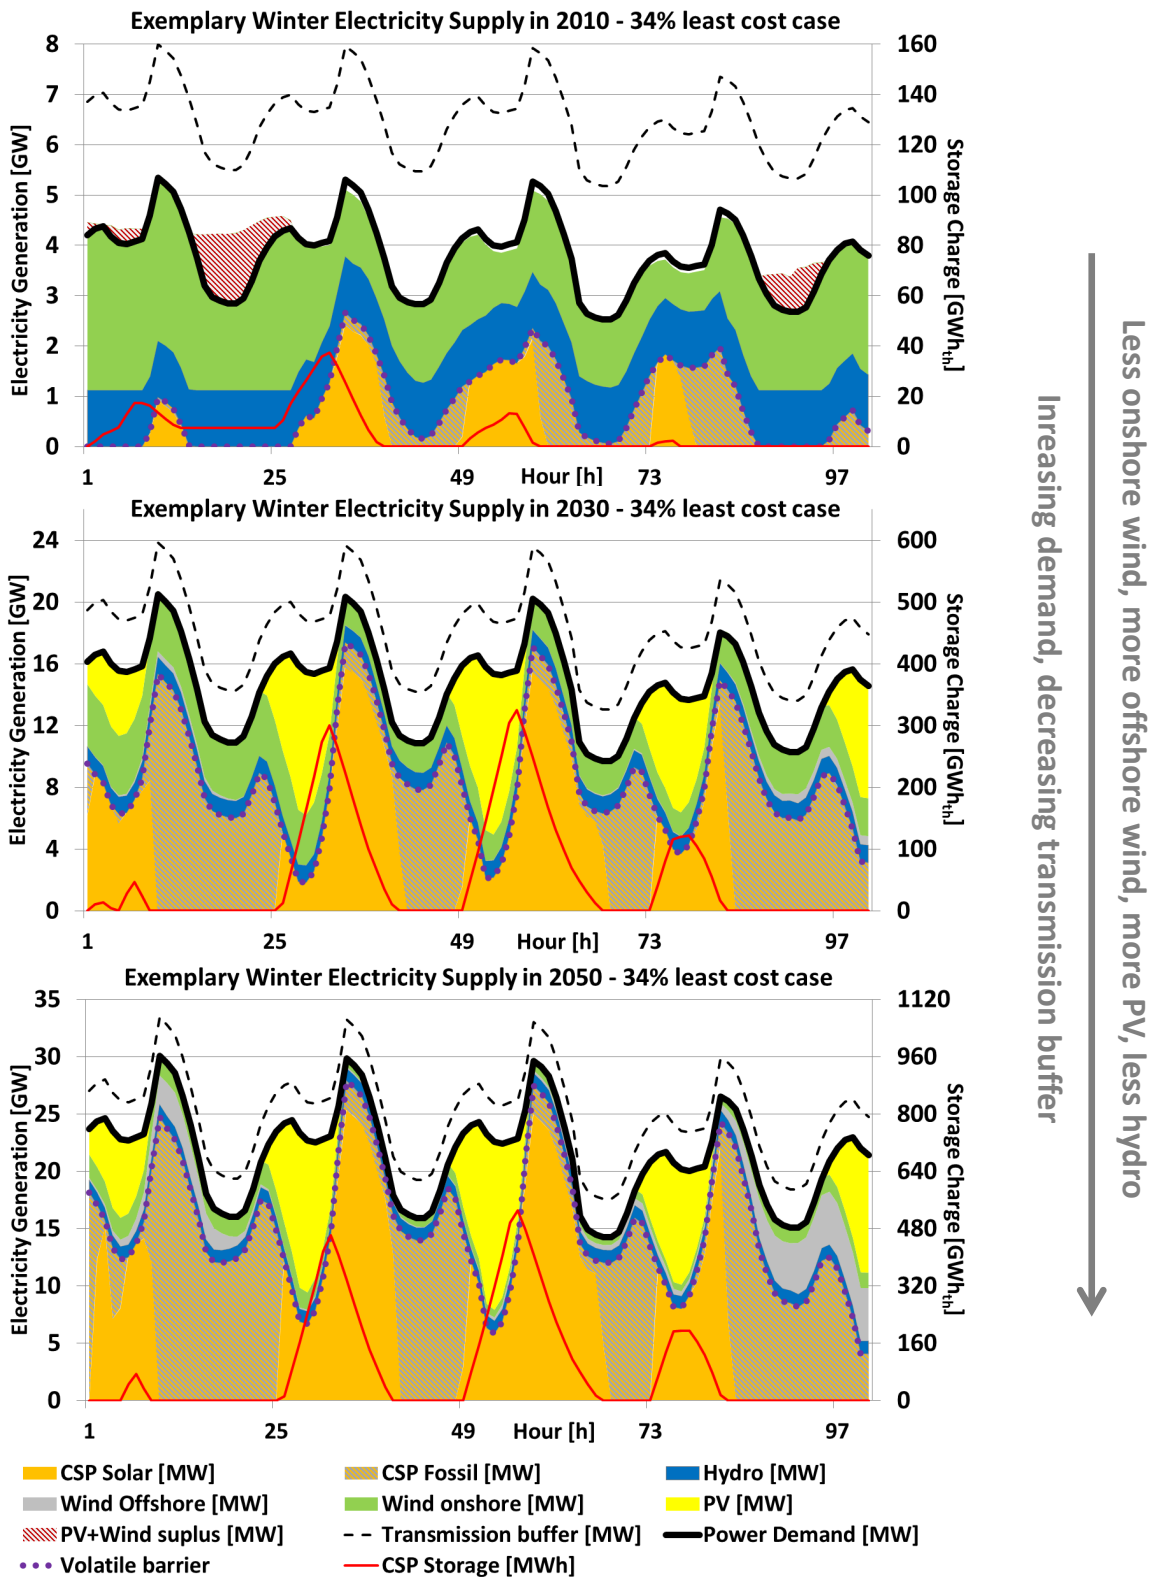 Exemplary Winter Electricity Supply in 2010 - 34% least cost case
Electricity Generation [GW]
8
7
6
5
4
3
2
1
0
160
140
120
100
80
60
40
20
0
Storage Charge [GWhth]
1
25
49
Hour [h]
73
97
Exemplary Winter Electricity Supply in 2030 - 34% least cost case
Electricity Generation [GW]
24
20
16
12
8
4
0
600
500
400
300
200
100
0
Storage Charge [GWhth]
1
25
49
Hour [h]
73
97
Exemplary Winter Electricity Supply in 2050 - 34% least cost case
Electricity Generation [GW]
35
30
25
20
15
10
5
0
1120
960
800
640
480
320
160
0
Storage Charge [GWhth]
1
25
49
Hour [h]
73
97
Less onshore wind, more offshore wind, more PV, less hydro
Inreasing demand, decreasing transmission buffer
CSP Solar [MW]
CSP Fossil [MW]
Hydro [MW]
Wind Offshore [MW]
Wind onshore [MW]
PV [MW]
PV+Wind suplus [MW]
Transmission buffer [MW]
Power Demand [MW]
Volatile barrier
CSP Storage [MWh]